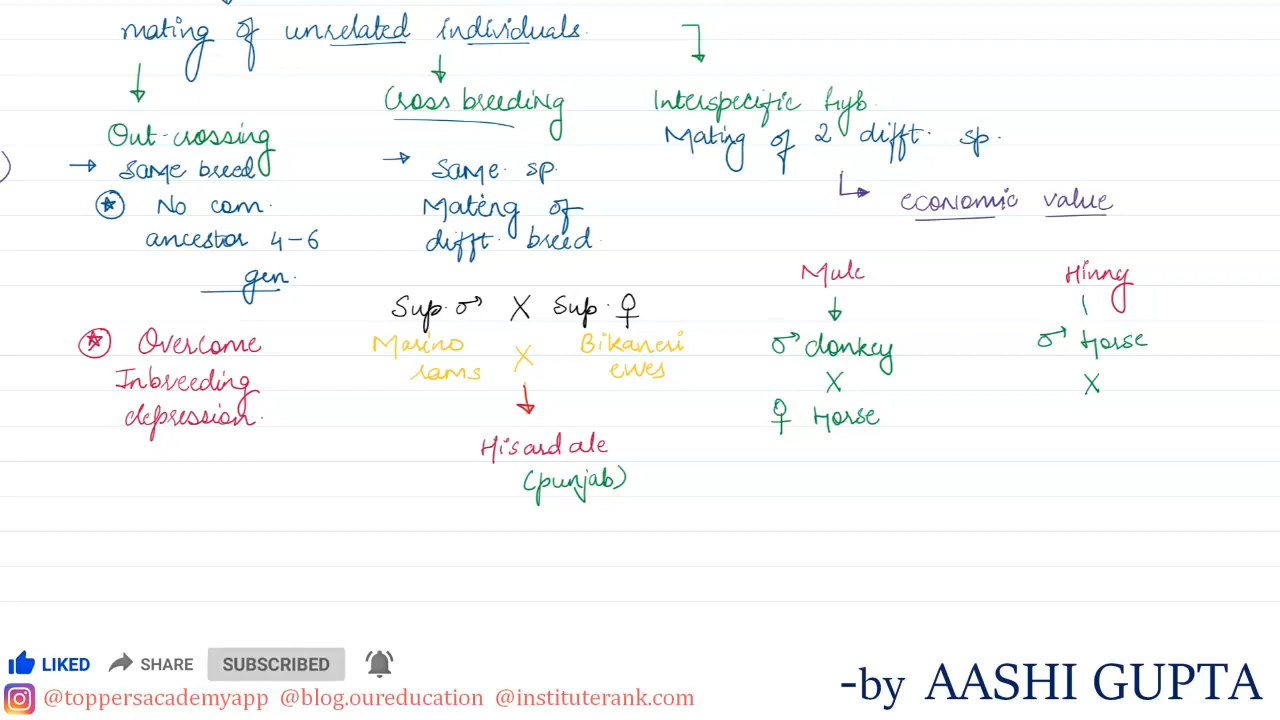 mating of unrelated individuals.
Out-crossing
→ Same breed
No com.
ancestor 4-6
gen.
Overcome
Inbreeding
depression.
Cross breeding
→ Same sp.
Mating of
difft. breed.
Sup. ♂ X Sup. ♀
Marino rams X Bikaneri ewes
Hisardale
(punjab)
Interspecific hyb.
Mating of 2 difft. sp.
economic value
Mule
♂ donkey
X
♀ Horse
Hinny
♂ Horse
X
)
LIKED SHARE SUBSCRIBED
@toppersacademyapp @blog.oureducation @instituterank.com
-by AASHI GUPTA